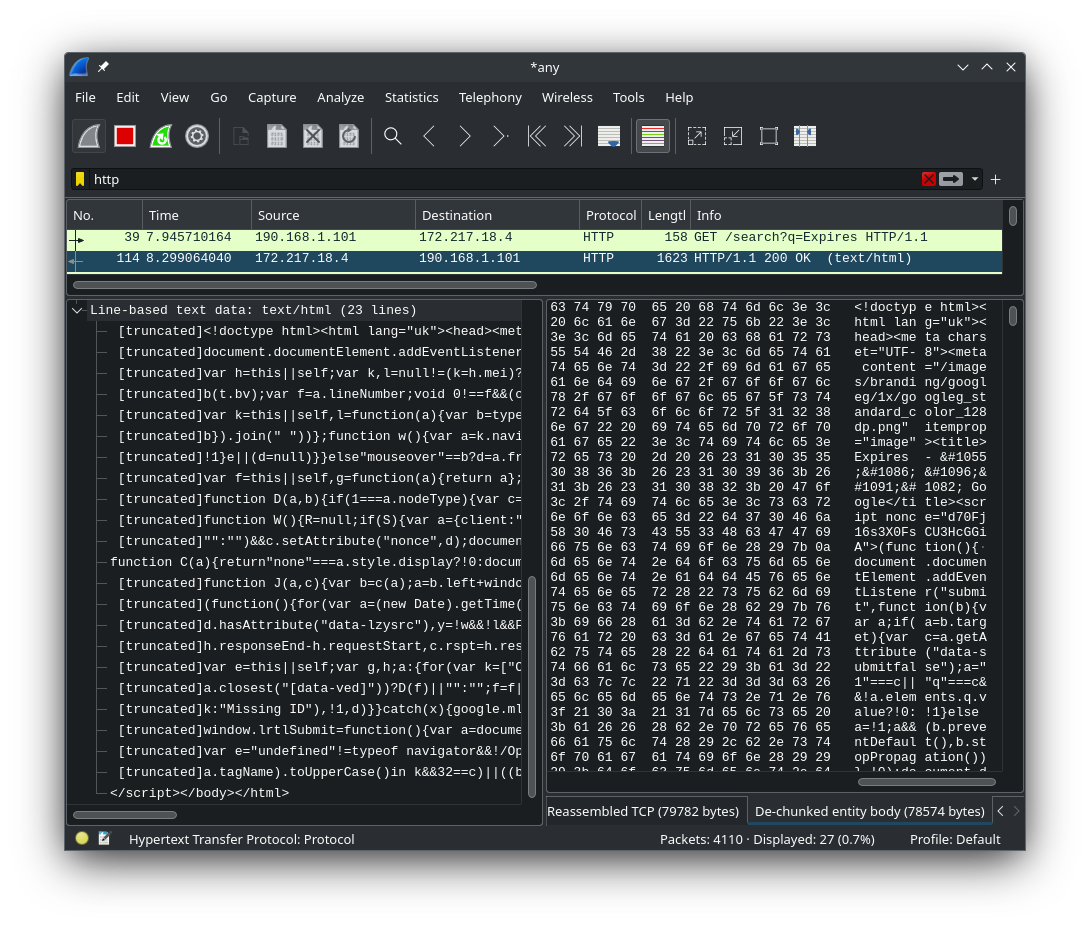 *any
File Edit View Go Capture Analyze Statistics Telephony Wireless Tools Help
http
No. Time Source Destination Protocol Lengtl Info
39 7.945710164 190.168.1.101 172.217.18.4 HTTP 158 GET /search?q=Expires HTTP/1.1
114 8.299064040 172.217.18.4 190.168.1.101 HTTP 1623 HTTP/1.1 200 OK (text/html)
Line-based text data: text/html (23 lines)
[truncated]<!doctype html><html lang="uk"><head><met
[truncated]document.documentElement.addEventListener
[truncated]var h=this||self;var k,l=null!=(k=h.mei)?
[truncated]b(t.bv);var f=a.lineNumber;void 0!==f&&(c
[truncated]var k=this||self,l=function(a){var b=type
[truncated]b}).join(" "))};function w(){var a=k.navi
[truncated]!1}e||(d=null)}}else"mouseover"==b?d=a.fr
[truncated]var f=this||self,g=function(a){return a};
[truncated]function D(a,b){if(1===a.nodeType){var c=
[truncated]function W(){R=null;if(S){var a={client:"
[truncated]"":"")&&c.setAttribute("nonce",d);documen
function C(a){return"none"===a.style.display?!0:docum
[truncated]function J(a,c){var b=c(a);a=b.left+windo
[truncated](function(){for(var a=(new Date).getTime(
[truncated]d.hasAttribute("data-lzysrc"),y=!w&&!l&&F
[truncated]h.responseEnd-h.requestStart,c.rspt=h.res
[truncated]var e=this||self;var g,h;a:{for(var k=["C
[truncated]a.closest("[data-ved]"))?D(f)||"":"";f=f|
[truncated]k:"Missing ID"),!1,d)}}catch(x){google.ml
[truncated]window.lrtlSubmit=function(){var a=docume
[truncated]var e="undefined"!=typeof navigator&&!/Op
[truncated]a.tagName).toUpperCase()in k&&32==c)||((b
</script></body></html>
63 74 79 70 65 20 68 74 6d 6c 3e 3c <!doctyp e html><
20 6c 61 6e 67 3d 22 75 6b 22 3e 3c html lan g="uk"><
3e 3c 6d 65 74 61 20 63 68 61 72 73 head><me ta chars
55 54 46 2d 38 22 3e 3c 6d 65 74 61 et="UTF- 8"><meta
74 65 6e 74 3d 22 2f 69 6d 61 67 65 content ="/image
61 6e 64 69 6e 67 2f 67 6f 6f 67 6c s/brandi ng/googl
78 2f 67 6f 6f 67 6c 65 67 5f 73 74 eg/1x/go ogleg_st
72 64 5f 63 6f 6c 6f 72 5f 31 32 38 andard_c olor_128
6e 67 22 20 69 74 65 6d 70 72 6f 70 dp.png" itemprop
61 67 65 22 3e 3c 74 69 74 6c 65 3e ="image" ><title>
72 65 73 20 2d 20 26 23 31 30 35 35 Expires - &#1055
30 38 36 3b 26 23 31 30 39 36 3b 26 ;&#1086; &#1096;&
31 3b 26 23 31 30 38 32 3b 20 47 6f #1091;&# 1082; Go
3c 2f 74 69 74 6c 65 3e 3c 73 63 72 ogle</ti tle><scr
6e 6f 6e 63 65 3d 22 64 37 30 46 6a ipt nonc e="d70Fj
58 30 46 73 43 55 33 48 63 47 47 69 16s3X0Fs CU3HcGGi
66 75 6e 63 74 69 6f 6e 28 29 7b 0a A">(func tion(){·
6d 65 6e 74 2e 64 6f 63 75 6d 65 6e document .documen
6d 65 6e 74 2e 61 64 64 45 76 65 6e tElement .addEven
74 65 6e 65 72 28 22 73 75 62 6d 69 tListene r("submi
75 6e 63 74 69 6f 6e 28 62 29 7b 76 t",funct ion(b){v
3b 69 66 28 61 3d 62 2e 74 61 72 67 ar a;if( a=b.targ
76 61 72 20 63 3d 61 2e 67 65 74 41 et){var c=a.getA
62 75 74 65 28 22 64 61 74 61 2d 73 ttribute ("data-s
74 66 61 6c 73 65 22 29 3b 61 3d 22 ubmitfal se");a="
3d 63 7c 7c 22 71 22 3d 3d 3d 63 26 1"===c|| "q"===c&
65 6c 65 6d 65 6e 74 73 2e 71 2e 76 &!a.elem ents.q.v
3f 21 30 3a 21 31 7d 65 6c 73 65 20 alue?!0: !1}else
3b 61 26 26 28 62 2e 70 72 65 76 65 a=!1;a&& (b.preve
66 61 75 6c 74 28 29 2c 62 2e 73 74 ntDefaul t(),b.st
6f 70 61 67 61 74 69 6f 6e 28 29 29 opPropag ation())
Reassembled TCP (79782 bytes) De-chunked entity body (78574 bytes)
Hypertext Transfer Protocol: Protocol Packets: 4110 · Displayed: 27 (0.7%) Profile: Default